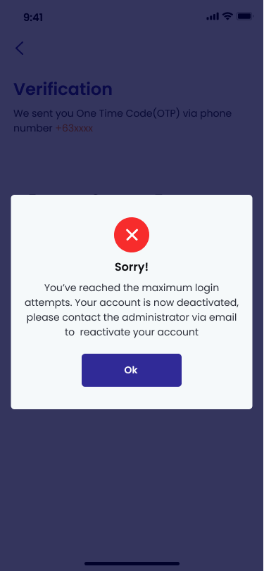 9:41
Verification
We sent you One Time Code(OTP) via phone
number +63xxxx
Sorry!
You've reached the maximum login
attempts. Your account is now deactivated,
please contact the administrator via email
to reactivate your account
Ok